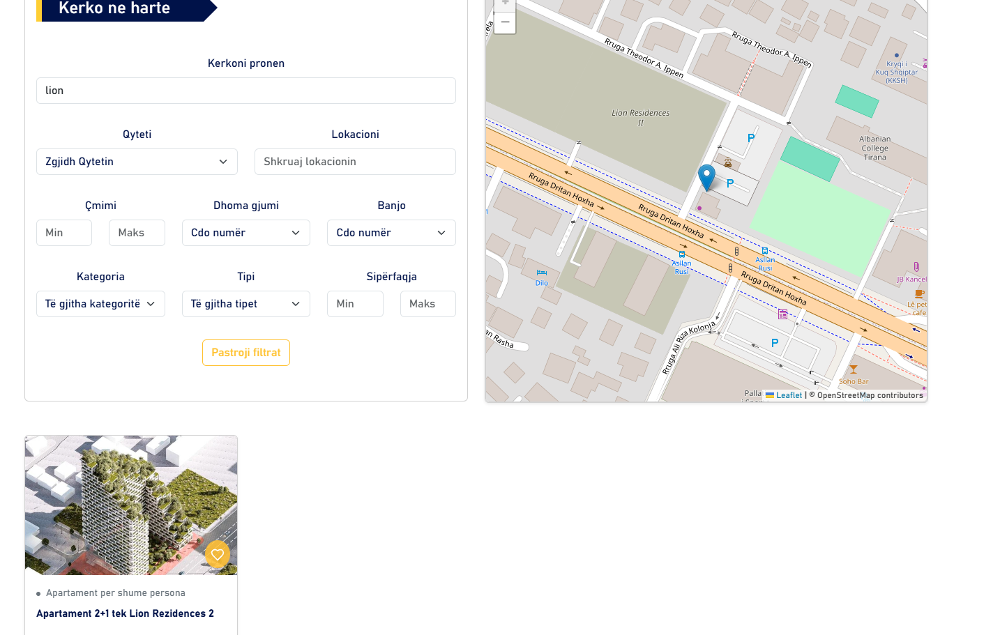 Kerko ne harte
Kerkoni pronen
lion
Qyteti
Lokacioni
Zgjidh Qytetin
Shkruaj lokacionin
Çmimi
Dhoma gjumi
Banjo
Min
Maks
Cdo numër
Cdo numër
Kategoria
Tipi
Sipërfaqja
Të gjitha kategoritë
Të gjitha tipet
Min
Maks
Pastroji filtrat
+
−
Rruga Theodor A. Ippen
Rruga Theodor A. Ippen
Kryqi i
Kuq Shqiptar
(KKSH)
Lion Residences
II
P
Albanian
College
Tirana
P
Rruga Dritan Hoxha
Rruga Dritan Hoxha
Asllan
Rusi
Asllan
Rusi
Dilo
Rruga Dritan Hoxha
JB Kancel
Lè pet
cafe
an Rasha
Rruga Ali Riza Kolonja
P
Soho Bar
Palla
Leaflet | © OpenStreetMap contributors
Apartament per shume persona
Apartament 2+1 tek Lion Rezidences 2